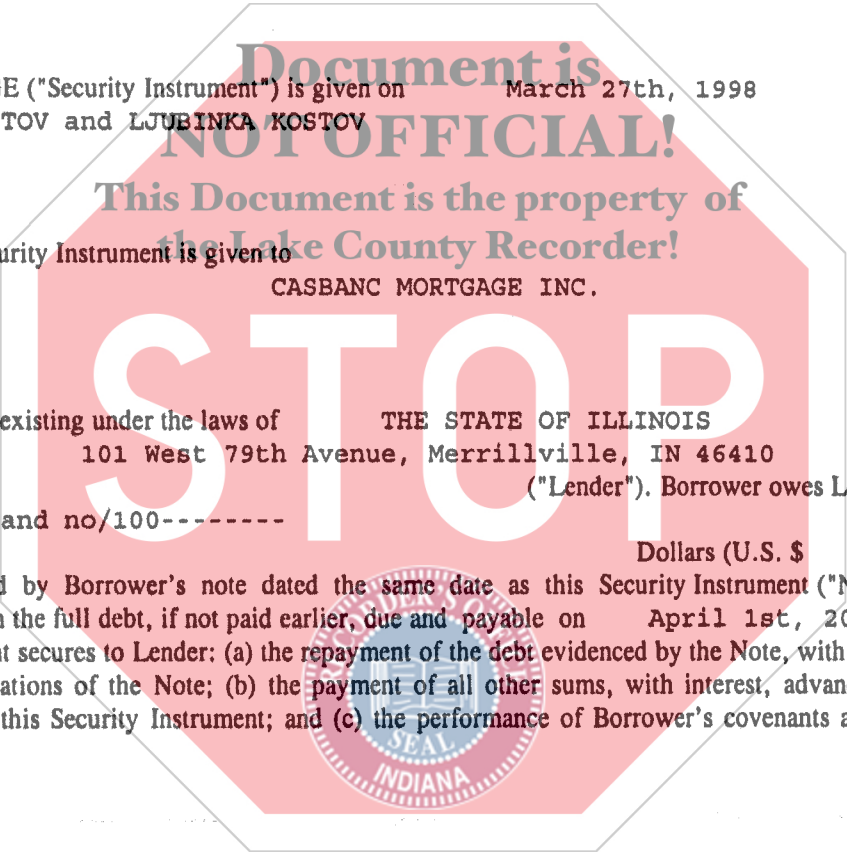 Document is
E ("Security Instrument") is given on March 27th, 1998
TOV and LJUBINKA KOSTOV
NOT OFFICIAL!
This Document is the property of
the Lake County Recorder!
urity Instrument is given to
CASBANC MORTGAGE INC.
STOP
existing under the laws of THE STATE OF ILLINOIS
101 West 79th Avenue, Merrillville, IN 46410
("Lender"). Borrower owes L
and no/100--------
Dollars (U.S. $
d by Borrower's note dated the same date as this Security Instrument ("N
n the full debt, if not paid earlier, due and payable on April 1st, 20
t secures to Lender: (a) the repayment of the debt evidenced by the Note, with
ations of the Note; (b) the payment of all other sums, with interest, advan
this Security Instrument; and (c) the performance of Borrower's covenants a
RECORDER'S OFFICE
SEAL
INDIANA